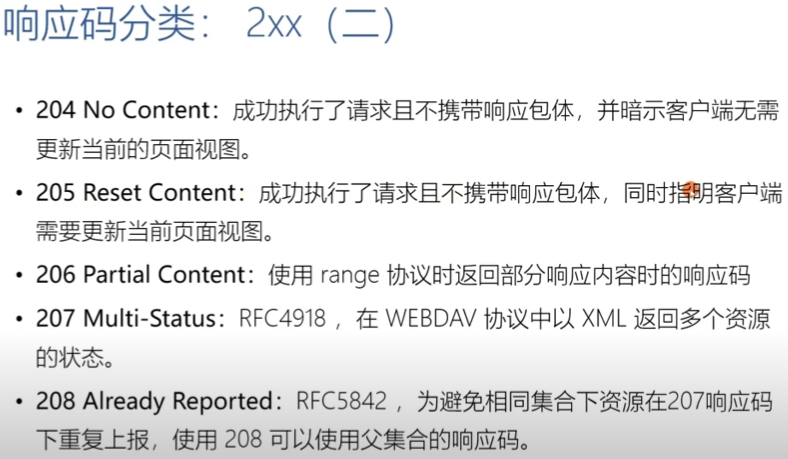 响应码分类： 2xx（二）
• 204 No Content：成功执行了请求且不携带响应包体，并暗示客户端无需
更新当前的页面视图。
• 205 Reset Content：成功执行了请求且不携带响应包体，同时指明客户端
需要更新当前页面视图。
• 206 Partial Content：使用 range 协议时返回部分响应内容时的响应码
• 207 Multi-Status：RFC4918 ，在 WEBDAV 协议中以 XML 返回多个资源
的状态。
• 208 Already Reported：RFC5842 ，为避免相同集合下资源在207响应码
下重复上报，使用 208 可以使用父集合的响应码。